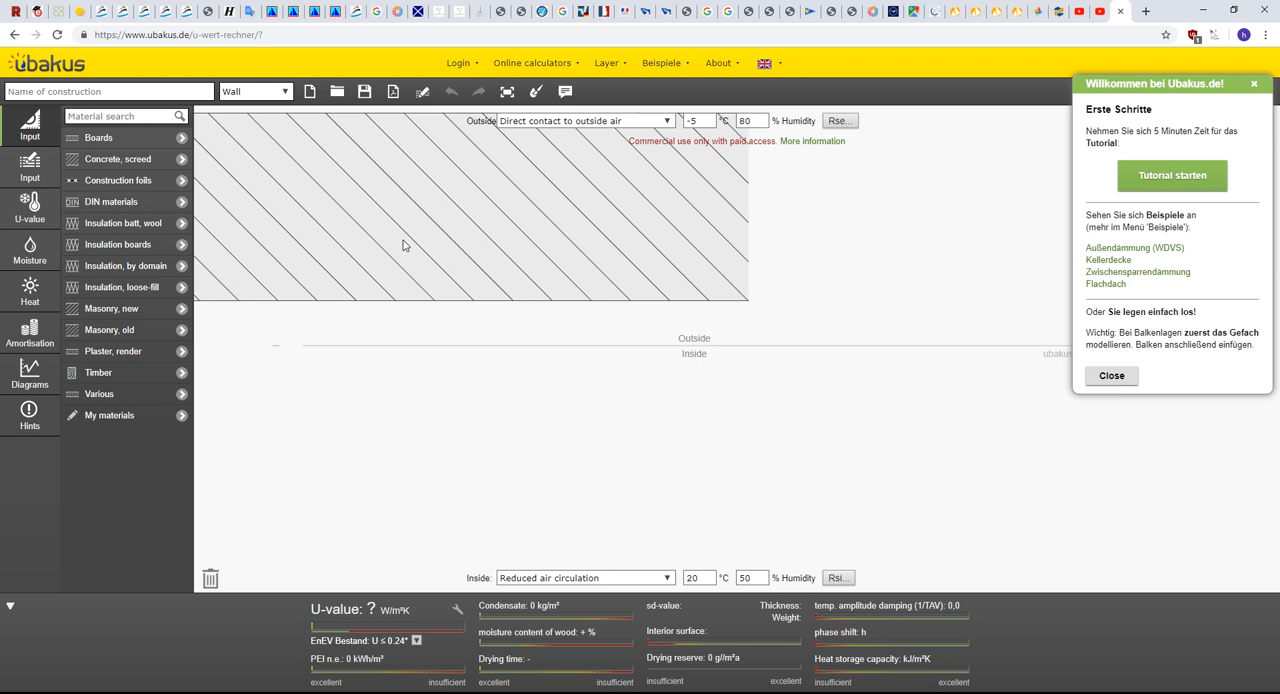 https://www.ubakus.de/u-wert-rechner/?
1
h
ubakus
Login
Online calculators
Layer
Beispiele
About
Name of construction
Wall
Input
Input
U-value
Moisture
Heat
Amortisation
Diagrams
Hints
Material search
Boards
Concrete, screed
Construction foils
DIN materials
Insulation batt, wool
Insulation boards
Insulation, by domain
Insulation, loose-fill
Masonry, new
Masonry, old
Plaster, render
Timber
Various
My materials
Outside Direct contact to outside air -5 °C 80 % Humidity Rse...
Commercial use only with paid access. More information
Outside
Inside
ubakus
Willkommen bei Ubakus.de!
Erste Schritte
Nehmen Sie sich 5 Minuten Zeit für das
Tutorial:
Tutorial starten
Sehen Sie sich Beispiele an
(mehr im Menü 'Beispiele'):
Außendämmung (WDVS)
Kellerdecke
Zwischensparrendämmung
Flachdach
Oder Sie legen einfach los!
Wichtig: Bei Balkenlagen zuerst das Gefach
modellieren. Balken anschließend einfügen.
Close
Inside: Reduced air circulation 20 °C 50 % Humidity Rsi...
U-value: ? W/m²K
EnEV Bestand: U ≤ 0.24*
PEI n.e.: 0 kWh/m²
excellent insufficient
Condensate: 0 kg/m²
moisture content of wood: + %
Drying time: -
excellent insufficient
sd-value: Thickness:
Weight:
Interior surface:
Drying reserve: 0 g//m²a
insufficient excellent
temp. amplitude damping (1/TAV): 0,0
phase shift: h
Heat storage capacity: kJ/m²K
insufficient excellent